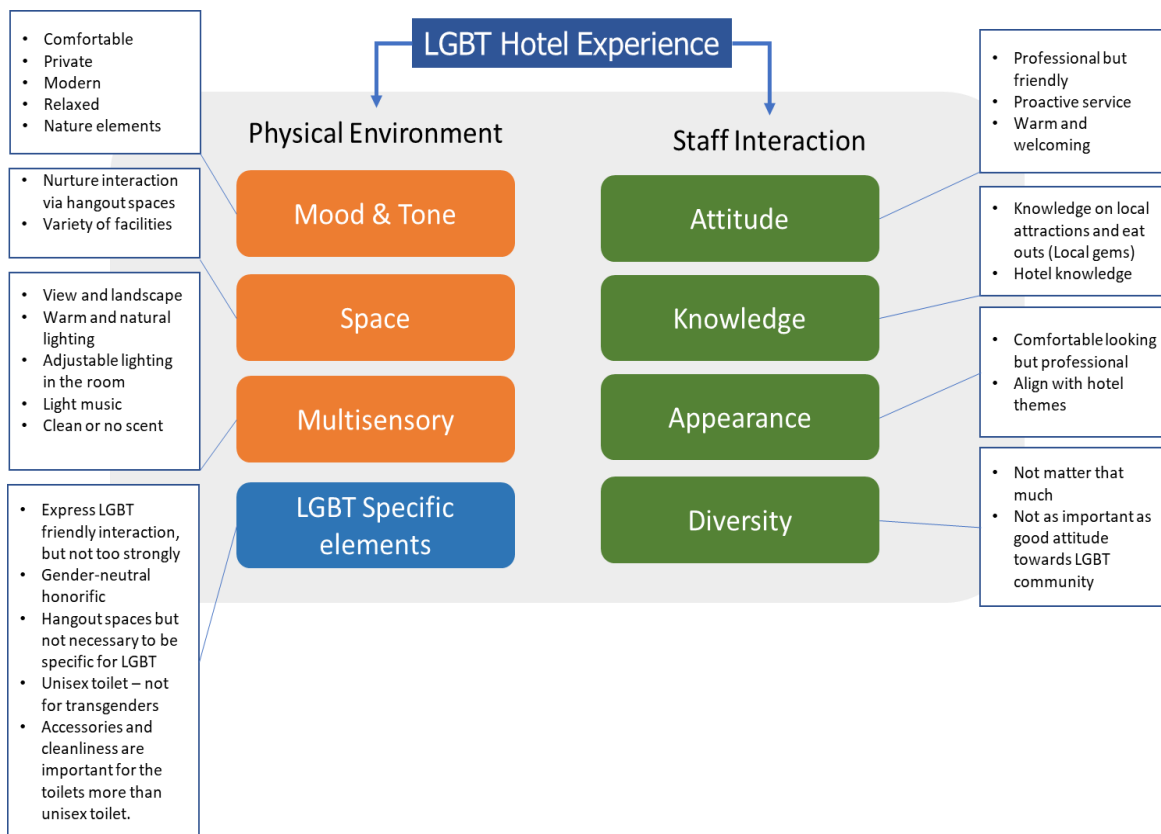 LGBT Hotel Experience
Physical Environment
Staff Interaction
• Comfortable
• Private
• Modern
• Relaxed
• Nature elements
Mood & Tone
• Nurture interaction
via hangout spaces
• Variety of facilities
Space
• View and landscape
• Warm and natural
lighting
• Adjustable lighting
in the room
• Light music
• Clean or no scent
Multisensory
• Express LGBT
friendly interaction,
but not too strongly
• Gender-neutral
honorific
• Hangout spaces but
not necessary to be
specific for LGBT
• Unisex toilet – not
for transgenders
• Accessories and
cleanliness are
important for the
toilets more than
unisex toilet.
LGBT Specific
elements
Attitude
• Professional but
friendly
• Proactive service
• Warm and
welcoming
Knowledge
• Knowledge on local
attractions and eat
outs (Local gems)
• Hotel knowledge
Appearance
• Comfortable looking
but professional
• Align with hotel
themes
Diversity
• Not matter that
much
• Not as important as
good attitude
towards LGBT
community